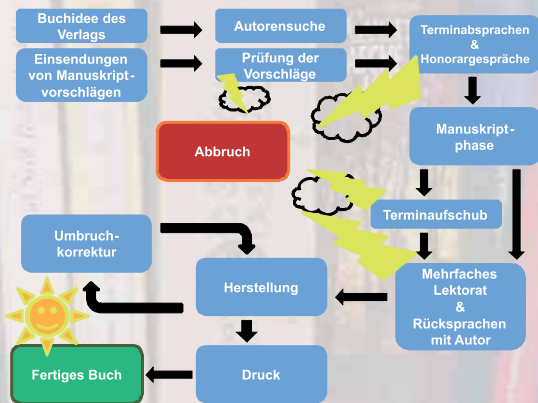 Buchidee des
Verlags
Autorensuche
Terminabsprachen
&
Honorargespräche
Einsendungen
von Manuskript-
vorschlägen
Prüfung der
Vorschläge
Manuskript-
phase
Abbruch
Terminaufschub
Umbruch-
korrektur
Herstellung
Mehrfaches
Lektorat
&
Rücksprachen
mit Autor
Fertiges Buch
Druck